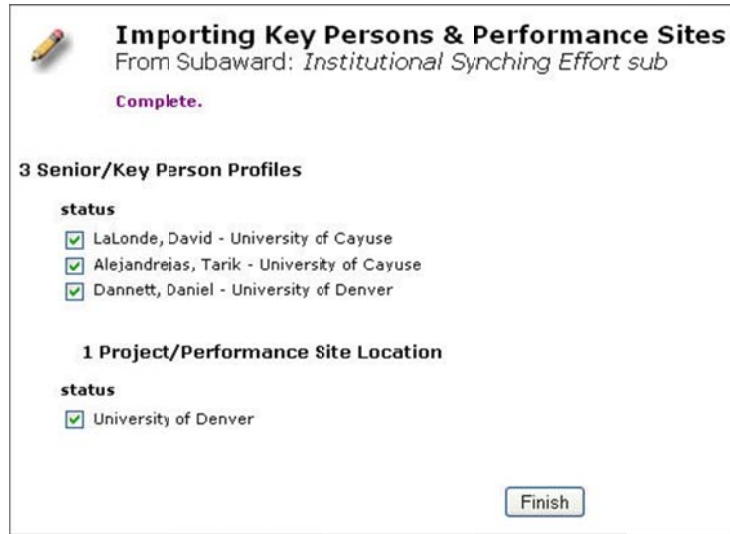 Importing Key Persons & Performance Sites
From Subaward: Institutional Synching Effort sub
Complete.
3 Senior/Key Person Profiles
status
LaLonde, David - University of Cayuse
Alejandreias, Tarik - University of Cayuse
Dannett, Daniel - University of Denver
1 Project/Performance Site Location
status
University of Denver
Finish